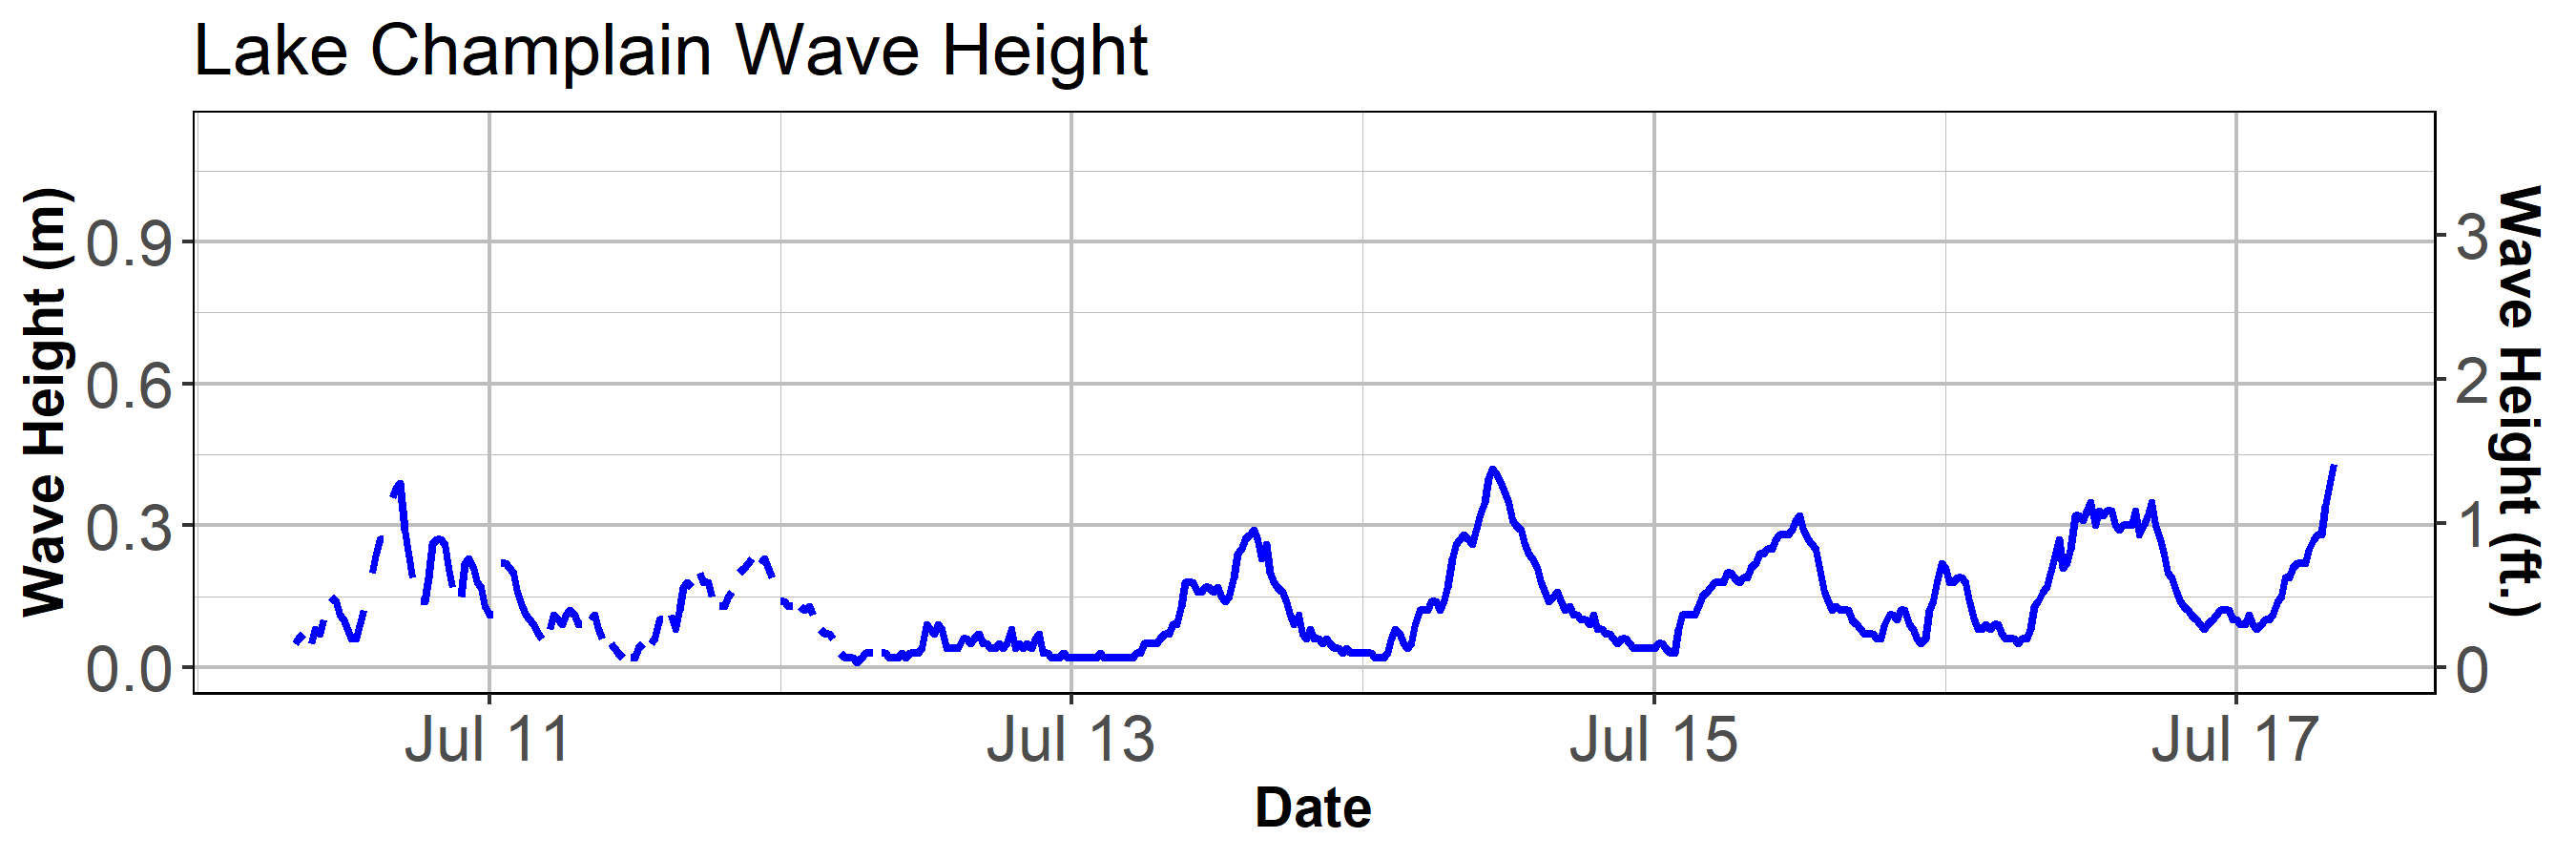 Lake Champlain Wave Height
Wave Height (m)
0.9
0.6
0.3
0.0
Wave Height (ft.)
3
2
1
0
Jul 11
Jul 13
Jul 15
Jul 17
Date